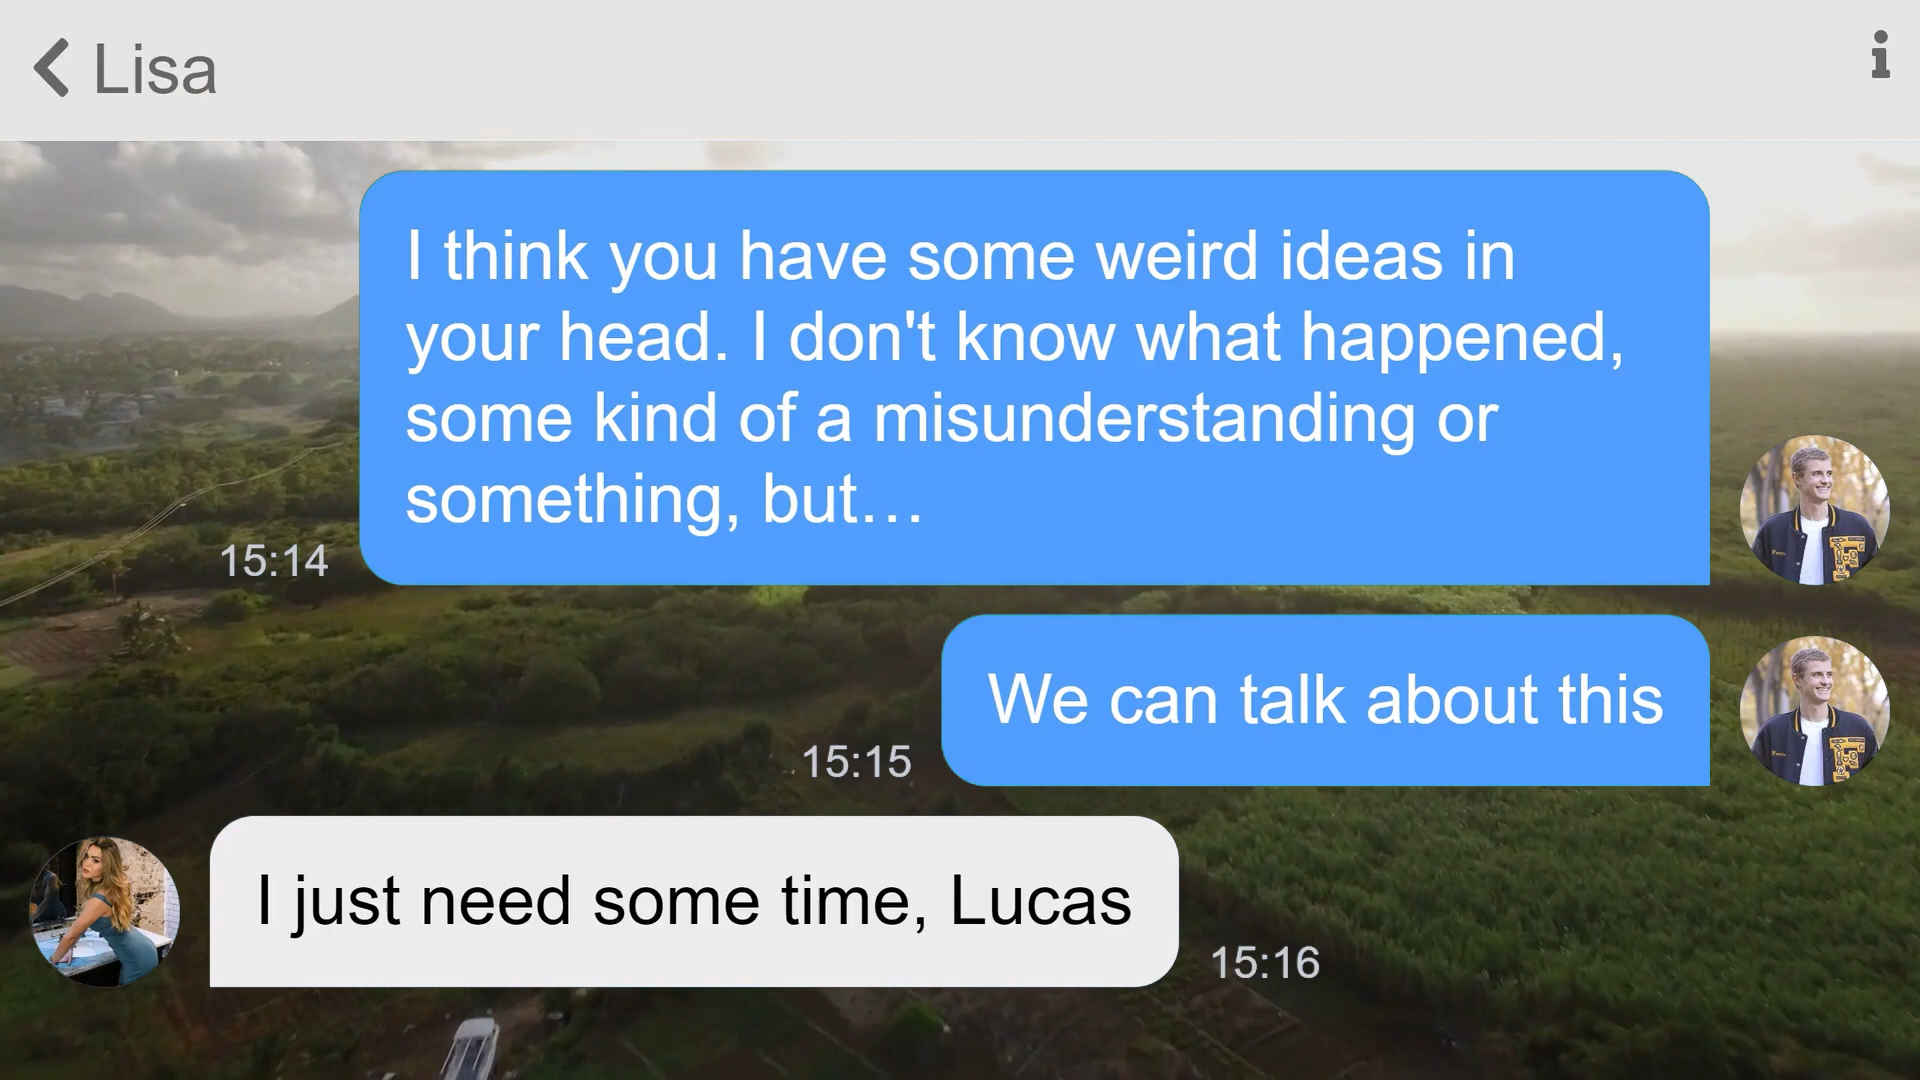 Lisa
I think you have some weird ideas in
your head. I don't know what happened,
some kind of a misunderstanding or
something, but…
15:14
We can talk about this
15:15
I just need some time, Lucas
15:16